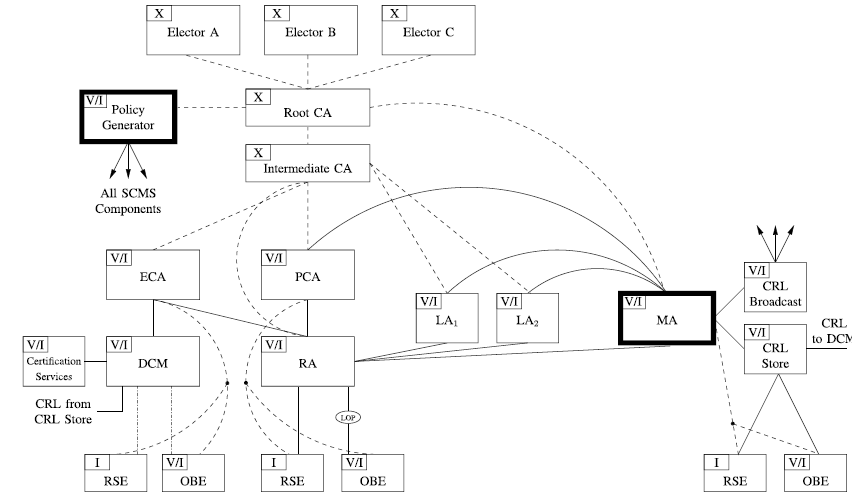 X
Elector A
X
Elector B
X
Elector C
V/I
Policy
Generator
X
Root CA
X
Intermediate CA
All SCMS
Components
V/I
ECA
V/I
PCA
V/I
LA1
V/I
LA2
V/I
MA
V/I
CRL
Broadcast
V/I
CRL
Store
CRL
to DCM
V/I
Certification
Services
V/I
DCM
V/I
RA
CRL from
CRL Store
LOP
I
RSE
V/I
OBE
I
RSE
V/I
OBE
I
RSE
V/I
OBE